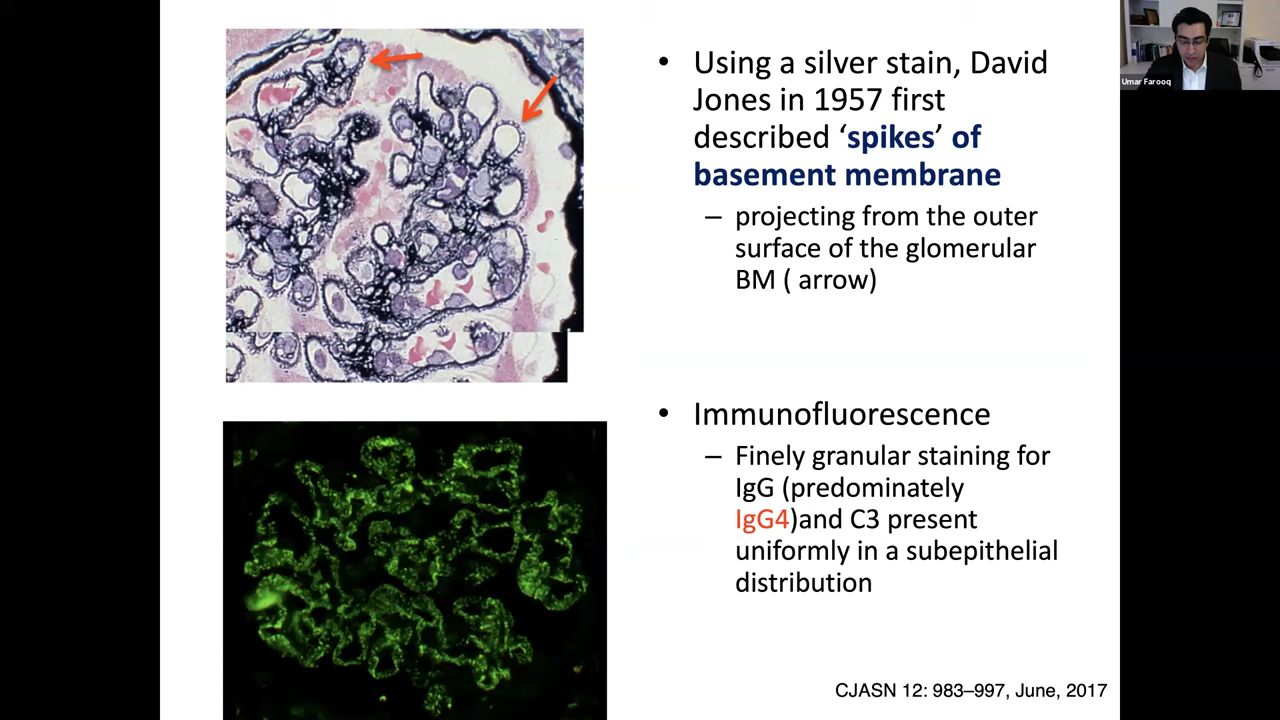 • Using a silver stain, David
Jones in 1957 first
described ‘spikes’ of
basement membrane
– projecting from the outer
surface of the glomerular
BM ( arrow)
• Immunofluorescence
– Finely granular staining for
IgG (predominately
IgG4)and C3 present
uniformly in a subepithelial
distribution
CJASN 12: 983–997, June, 2017
Umar Farooq